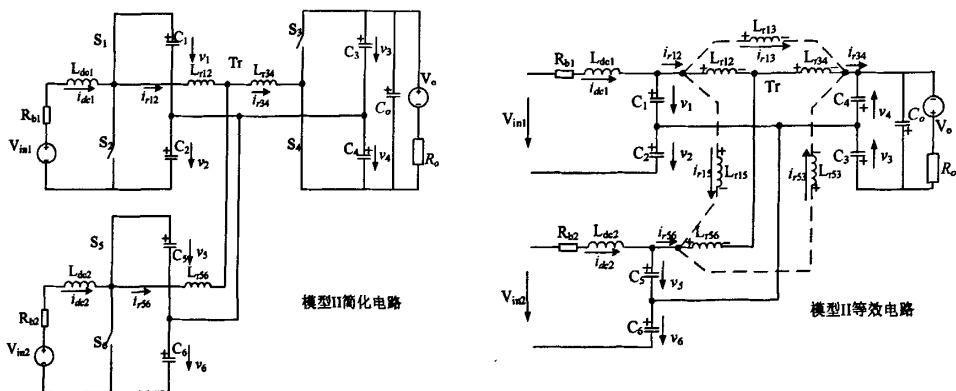 S1
C1
v1
Ldc1
idc1
Lr12
ir12
Tr
Lr34
ir34
S3
C3
v3
Co
Vo
Rb1
Vin1
S2
C2
v2
S4
C4
v4
Ro
S5
C5
v5
Ldc2
idc2
Lr56
ir56
Rb2
Vin2
S6
C6
v6
模型II简化电路
Lr13
ir13
Rb1
Ldc1
idc1
ir12
Lr12
Lr34
ir34
Tr
C1
v1
C4
v4
Co
Vo
Vin1
C2
v2
C3
v3
Ro
ir15
Lr15
ir53
Lr53
Rb2
Ldc2
idc2
ir56
Lr56
C5
v5
Vin2
C6
v6
模型II等效电路